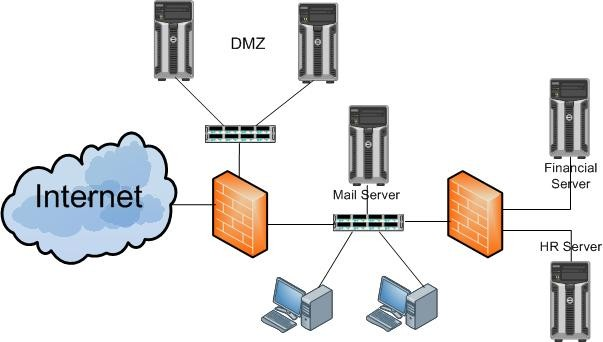 DMZ
Internet
Mail Server
Financial
Server
HR Server